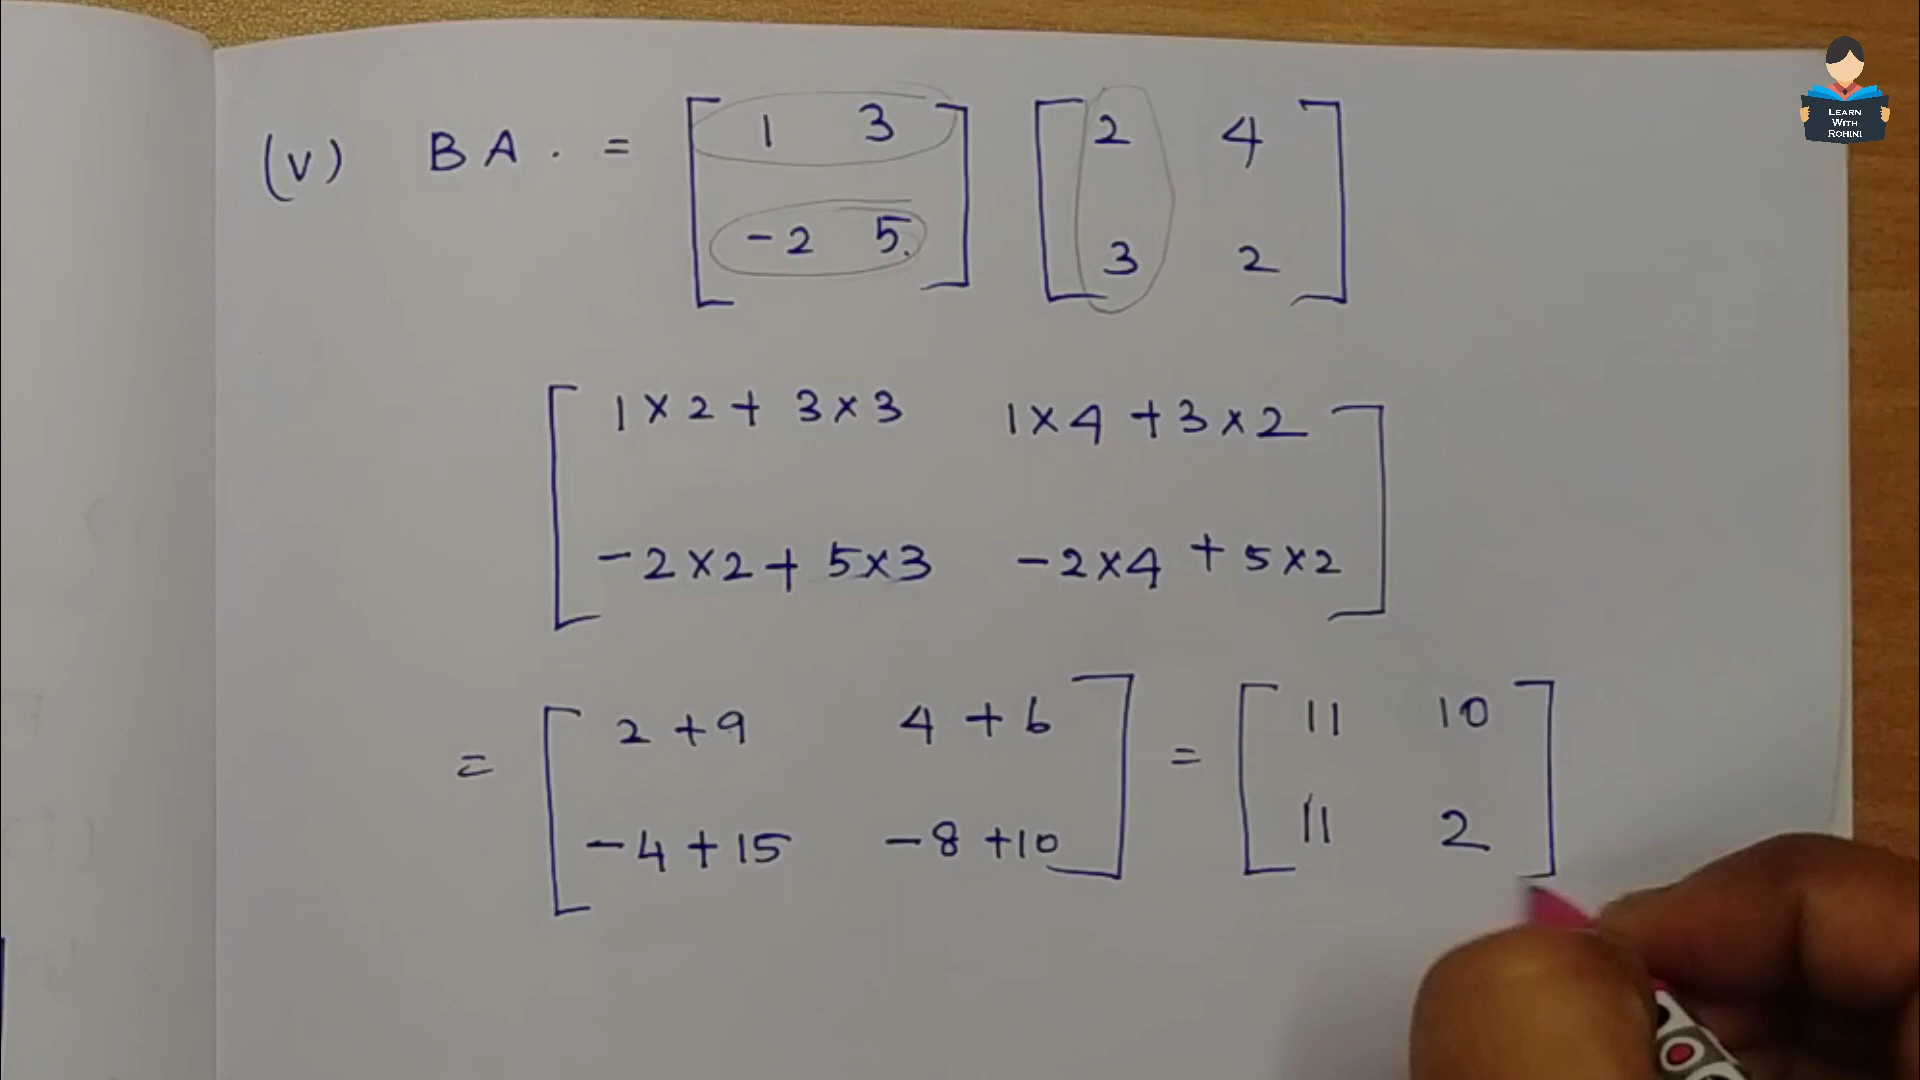 (v) BA. = [ 1 3 ] [ 2 4 ]
[ -2 5. ] [ 3 2 ]
[ 1×2+ 3×3 1×4 +3×2 ]
[ -2×2+ 5×3 -2×4 + 5×2 ]
= [ 2 +9 4 + 6 ] = [ 11 10 ]
[ -4+15 -8 +10 ] [ 11 2 ]
LEARN
WITH
ROHINI